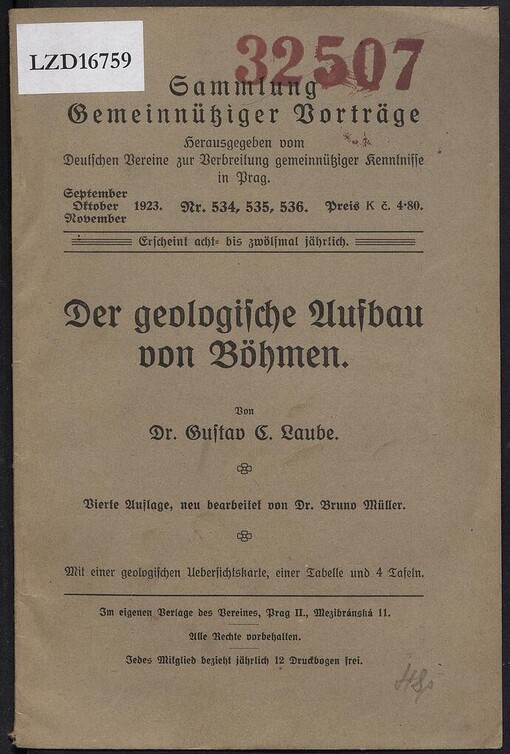 LZD16759
32507
Sammlung
Gemeinnütziger Vorträge
Herausgegeben vom
Deutschen Vereine zur Verbreitung gemeinnütziger Kenntnisse
in Prag.
September
Oktober 1923. Nr. 534, 535, 536. Preis K č. 4·80.
November
Erscheint acht- bis zwölfmal jährlich.
Der geologische Aufbau
von Böhmen.
Von
Dr. Gustav C. Laube.
Vierte Auflage, neu bearbeitet von Dr. Bruno Müller.
Mit einer geologischen Uebersichtskarte, einer Tabelle und 4 Tafeln.
Im eigenen Verlage des Vereines, Prag II., Mezibránská 11.
Alle Rechte vorbehalten.
Jedes Mitglied bezieht jährlich 12 Druckbogen frei.